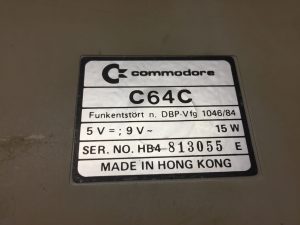 commodore
C64C
Funkentstört n. DBP-Vfg 1046/84
5 V = ; 9 V ~ 15 W
SER. NO. HB4 813055 E
MADE IN HONG KONG